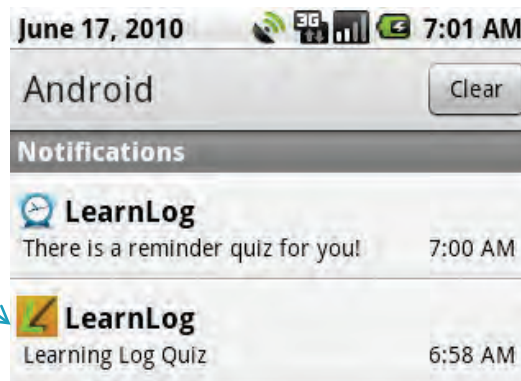 June 17, 2010 3G 7:01 AM
Android Clear
Notifications
LearnLog
There is a reminder quiz for you! 7:00 AM
LearnLog
Learning Log Quiz 6:58 AM